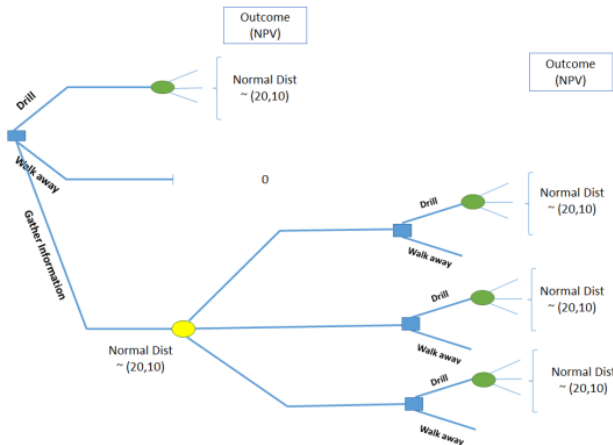 Outcome
(NPV)
Outcome
(NPV)
Drill
Normal Dist
~ (20,10)
Walk away
0
Gather Information
Normal Dist
~ (20,10)
Drill
Normal Dist
~ (20,10)
Walk away
Drill
Normal Dist
~ (20,10)
Walk away
Drill
Normal Dist
~ (20,10)
Walk away